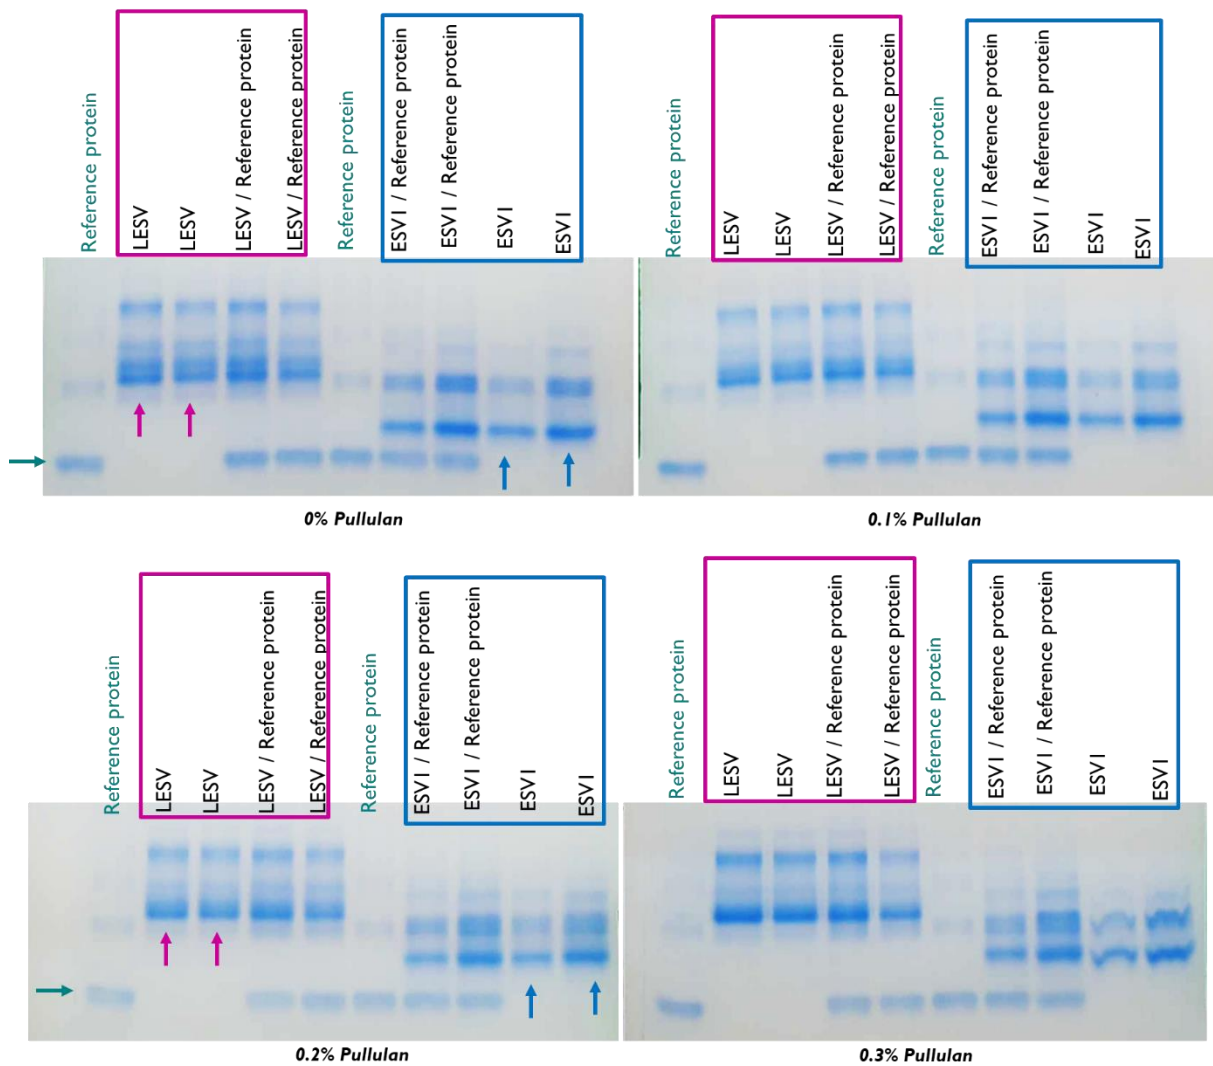 Reference protein
LESV
LESV
LESV / Reference protein
LESV / Reference protein
Reference protein
ESV1 / Reference protein
ESV1 / Reference protein
ESV1
ESV1
0% Pullulan
Reference protein
LESV
LESV
LESV / Reference protein
LESV / Reference protein
Reference protein
ESV1 / Reference protein
ESV1 / Reference protein
ESV1
ESV1
0.1% Pullulan
Reference protein
LESV
LESV
LESV / Reference protein
LESV / Reference protein
Reference protein
ESV1 / Reference protein
ESV1 / Reference protein
ESV1
ESV1
0.2% Pullulan
Reference protein
LESV
LESV
LESV / Reference protein
LESV / Reference protein
Reference protein
ESV1 / Reference protein
ESV1 / Reference protein
ESV1
ESV1
0.3% Pullulan